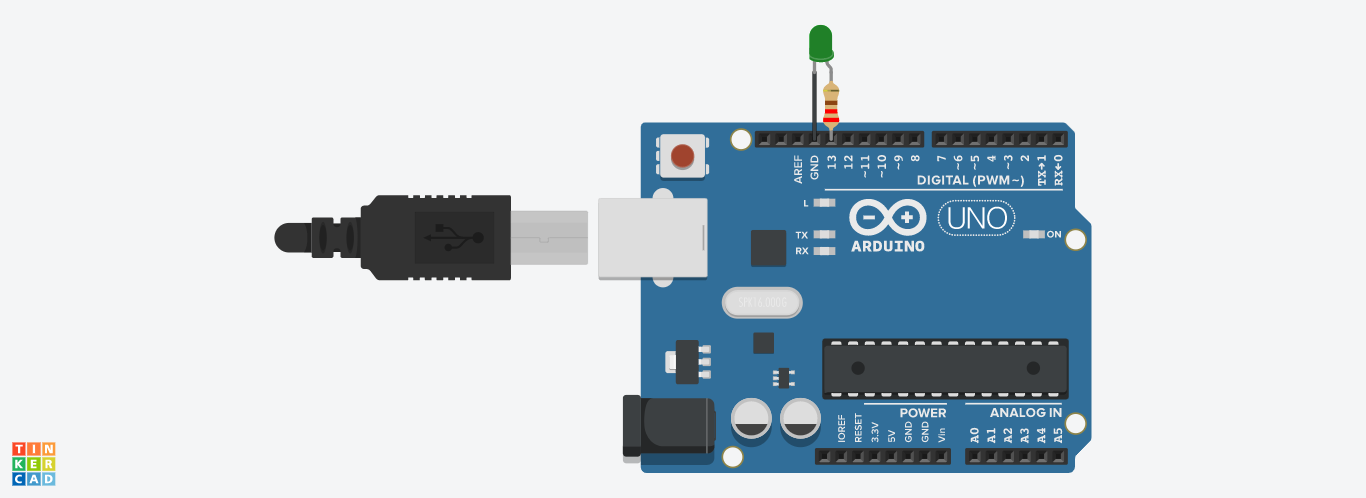 AREF
GND
13
12
~11
~10
~9
8
7
~6
~5
4
~3
2
TX→1
RX←0
DIGITAL (PWM~)
L
TX
RX
ARDUINO
UNO
ON
POWER
ANALOG IN
IOREF
RESET
3.3V
5V
GND
GND
Vin
A0
A1
A2
A3
A4
A5
TIN
KER
CAD